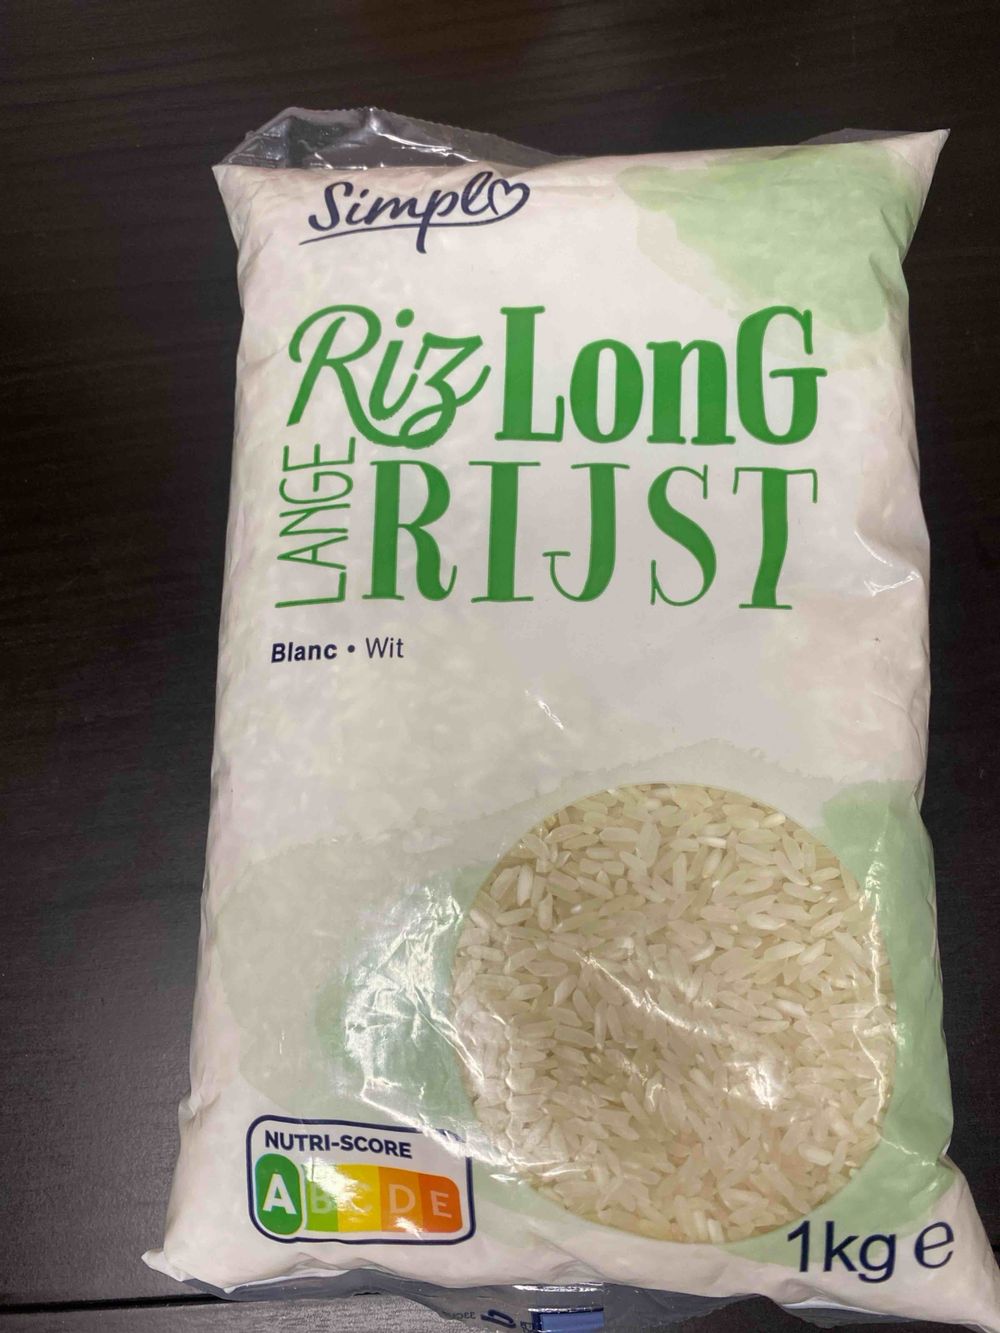 Simpl
Riz LonG
LANGE RIJST
Blanc • Wit
NUTRI-SCORE
A B C D E
1kg e